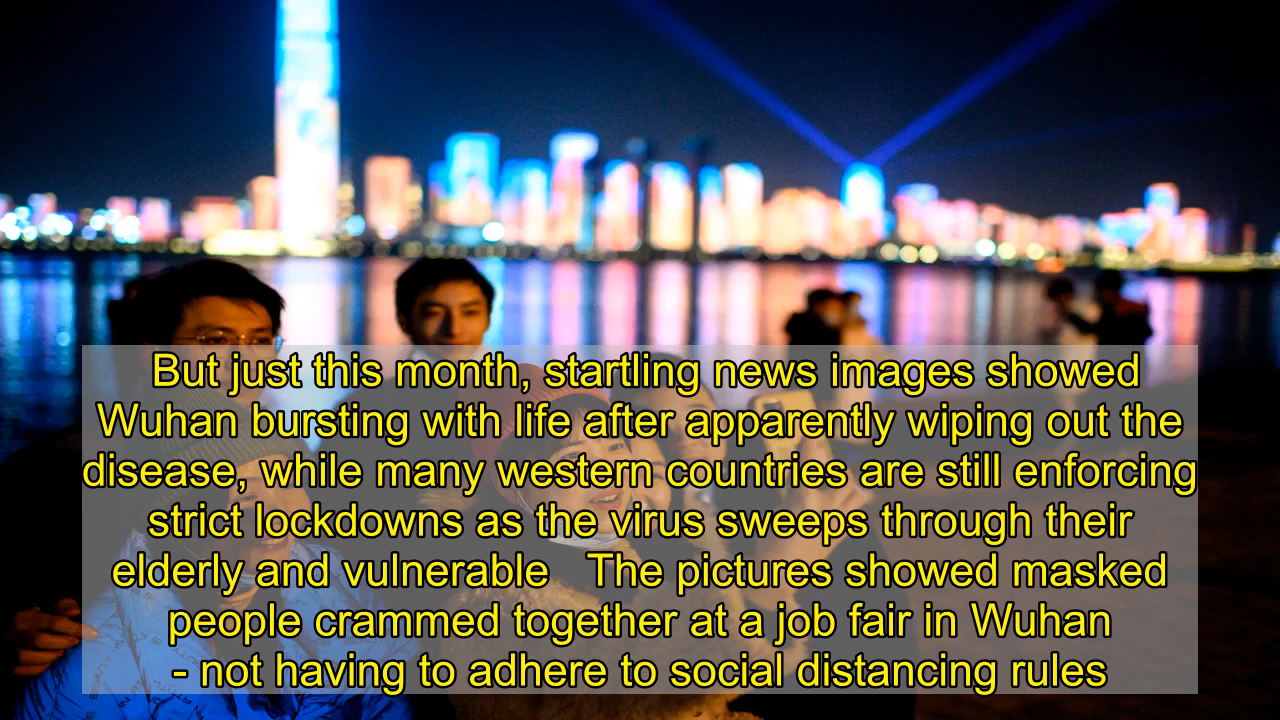 But just this month, startling news images showed
Wuhan bursting with life after apparently wiping out the
disease, while many western countries are still enforcing
strict lockdowns as the virus sweeps through their
elderly and vulnerable   The pictures showed masked
people crammed together at a job fair in Wuhan
- not having to adhere to social distancing rules